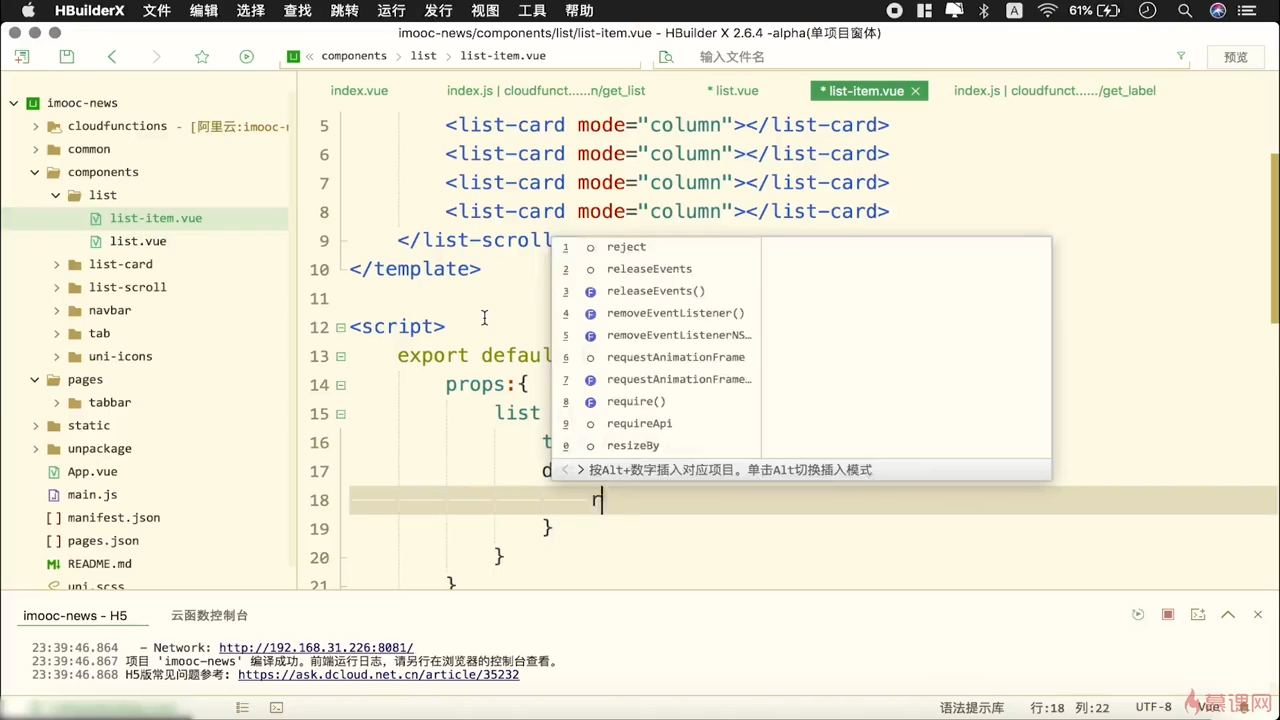 HBuilderX 文件 编辑 选择 查找 跳转 运行 发行 视图 工具 帮助 A 61%
imooc-news/components/list/list-item.vue - HBuilder X 2.6.4 -alpha(单项目窗体)
« components > list > list-item.vue 输入文件名 预览
index.vue index.js | cloudfunct......n/get_list * list.vue * list-item.vue index.js | cloudfunct....../get_label
imooc-news
cloudfunctions - [阿里云:imooc-n
common
components
list
list-item.vue
list.vue
list-card
list-scroll
navbar
tab
uni-icons
pages
tabbar
static
unpackage
App.vue
main.js
manifest.json
pages.json
README.md
uni.scss
5 <list-card mode="column"></list-card>
6 <list-card mode="column"></list-card>
7 <list-card mode="column"></list-card>
8 <list-card mode="column"></list-card>
9 </list-scroll
10 </template>
11
12 <script>
13 export defaul
14 props:{
15 list
16 t
17 d
18 r
19 }
20 }
21 }
1 reject
2 releaseEvents
3 releaseEvents()
4 removeEventListener()
5 removeEventListenerNS…
6 requestAnimationFrame
7 requestAnimationFrame…
8 require()
9 requireApi
0 resizeBy
< > 按Alt+数字插入对应项目。单击Alt切换插入模式
imooc-news - H5 云函数控制台
23:39:46.864 - Network: http://192.168.31.226:8081/
23:39:46.867 项目 'imooc-news' 编译成功。前端运行日志，请另行在浏览器的控制台查看。
23:39:46.868 H5版常见问题参考: https://ask.dcloud.net.cn/article/35232
语法提示库 行:18 列:22 UTF-8 Vue
慕课网